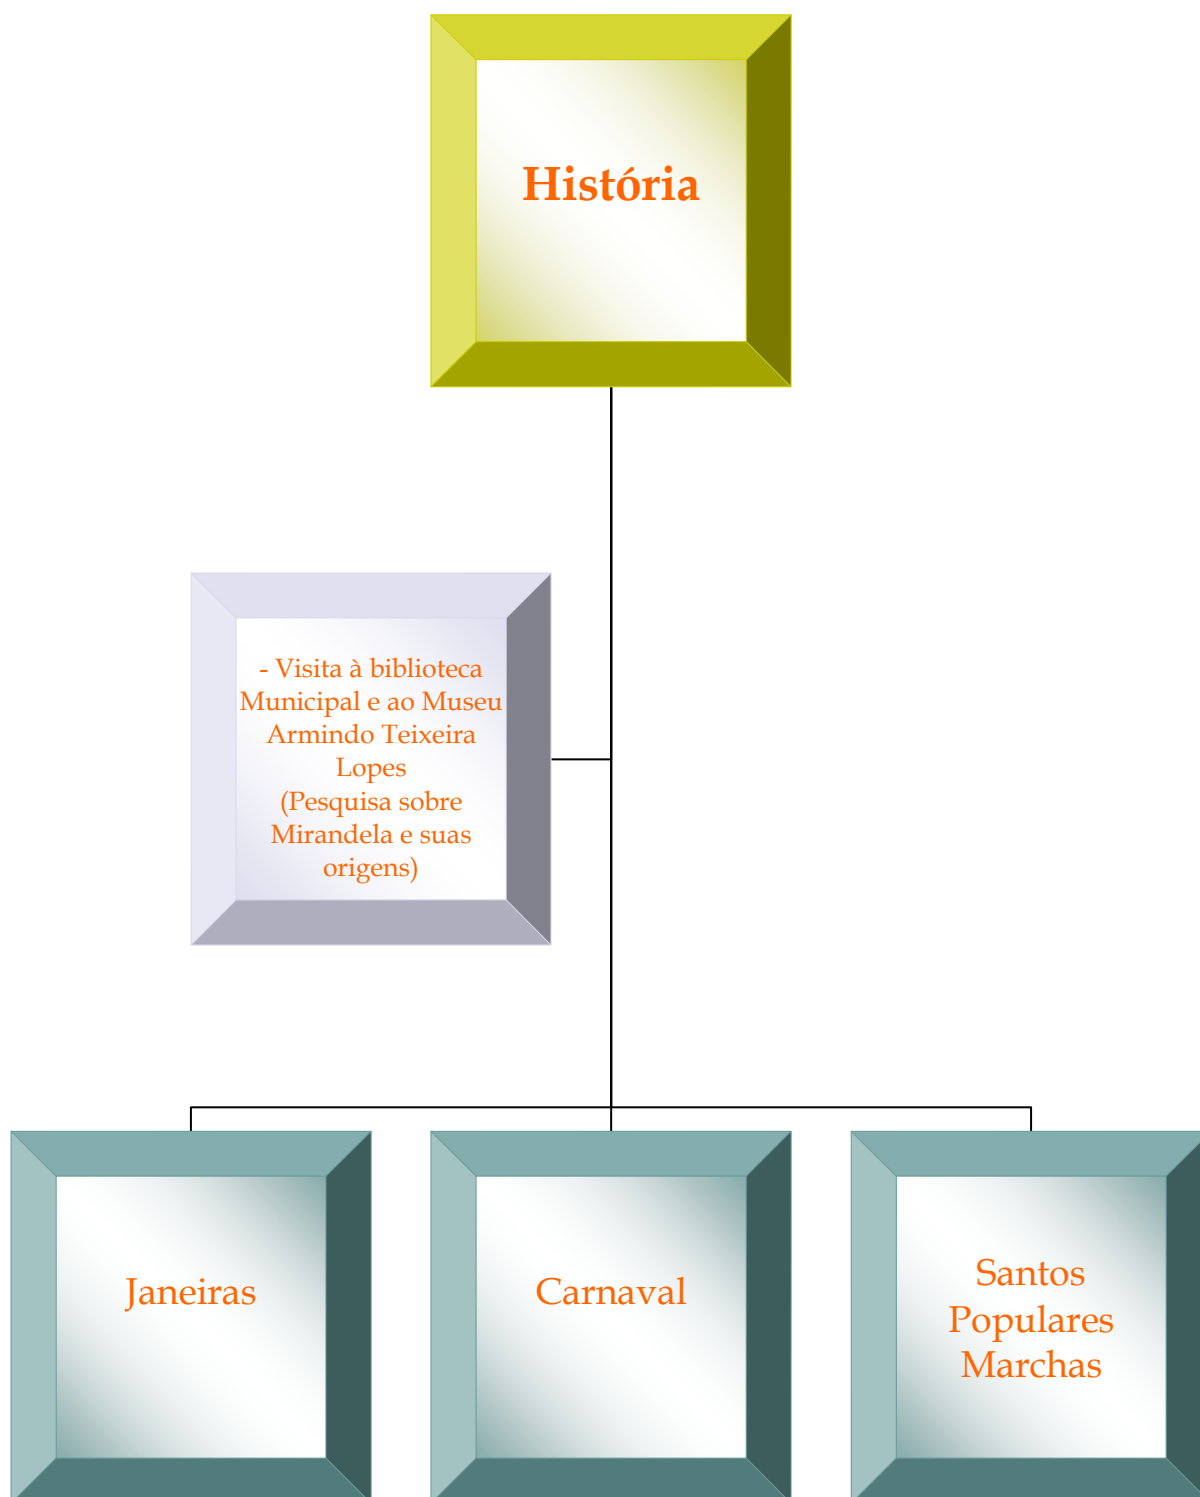 História
- Visita à biblioteca
Municipal e ao Museu
Armindo Teixeira
Lopes
(Pesquisa sobre
Mirandela e suas
origens)
Janeiras
Carnaval
Santos
Populares
Marchas